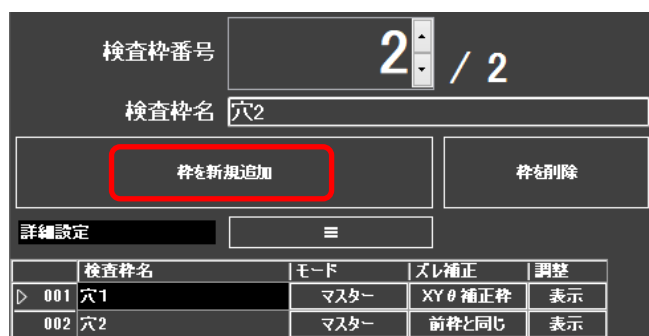 検査枠番号 2 / 2
検査枠名 穴2
枠を新規追加 枠を削除
詳細設定 ≡
検査枠名 モード ズレ補正 調整
001 穴1 マスター XYθ補正枠 表示
002 穴2 マスター 前枠と同じ 表示